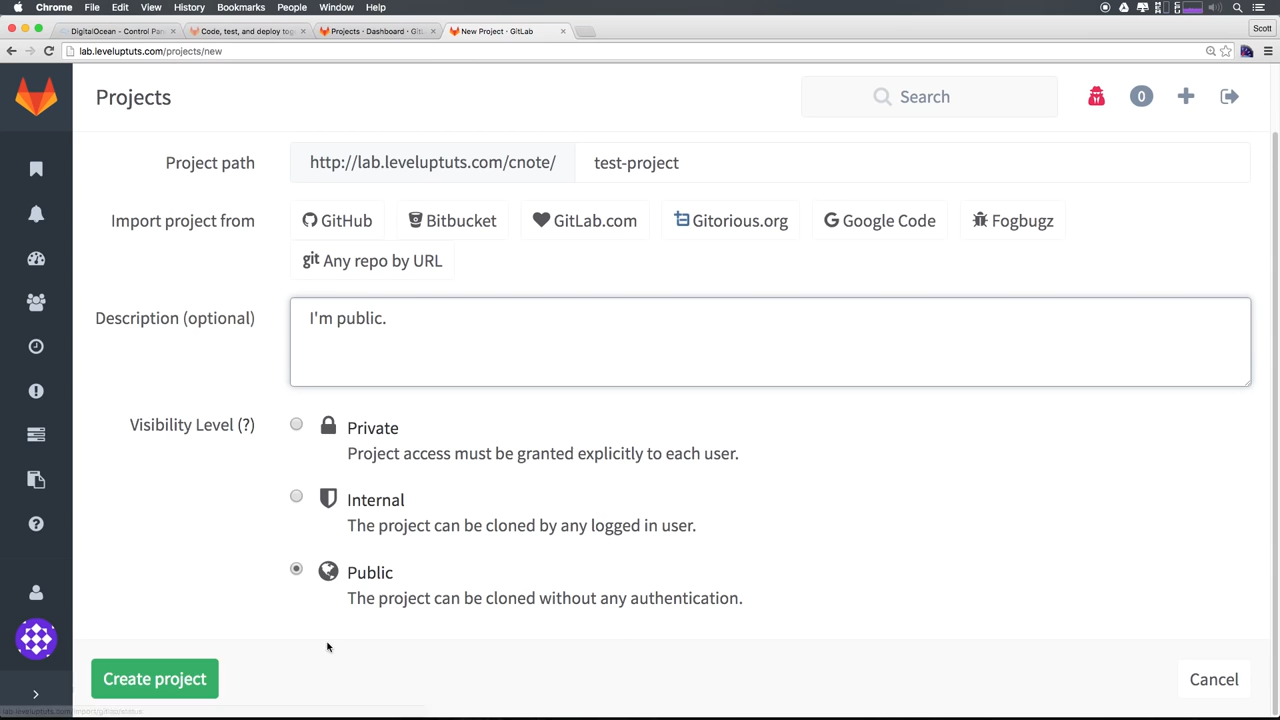 Chrome File Edit View History Bookmarks People Window Help
DigitalOcean - Control Pan
Code, test, and deploy tog
Projects · Dashboard · GitL
New Project · GitLab
Scott
lab.leveluptuts.com/projects/new
Projects
Search
0
Project path
http://lab.leveluptuts.com/cnote/
test-project
Import project from
GitHub
Bitbucket
GitLab.com
Gitorious.org
Google Code
Fogbugz
git Any repo by URL
Description (optional)
I'm public.
Visibility Level (?)
Private
Project access must be granted explicitly to each user.
Internal
The project can be cloned by any logged in user.
Public
The project can be cloned without any authentication.
Create project
Cancel